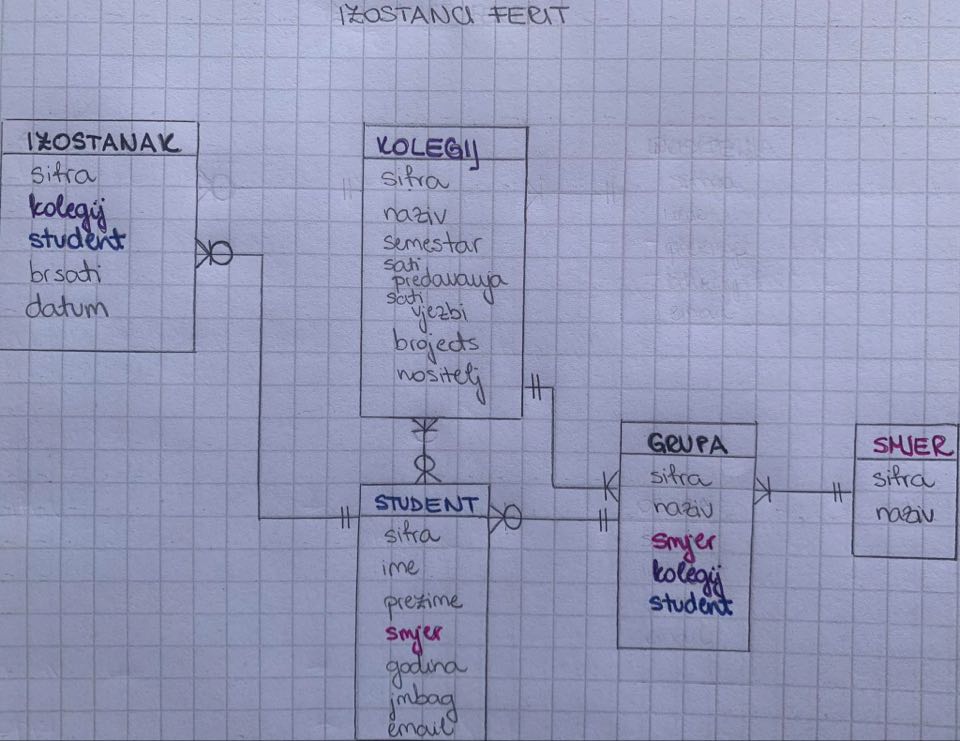 IZOSTANCI FERIT
IZOSTANAK
sifra
kolegij
student
brsati
datum
KOLEGIJ
sifra
naziv
semestar
sati
predavanja
sati
vjezbi
brojects
nositelj
STUDENT
sifra
ime
prezime
smjer
godina
jmbag
email
GRUPA
sifra
naziv
smjer
kolegij
student
SMJER
sifra
naziv